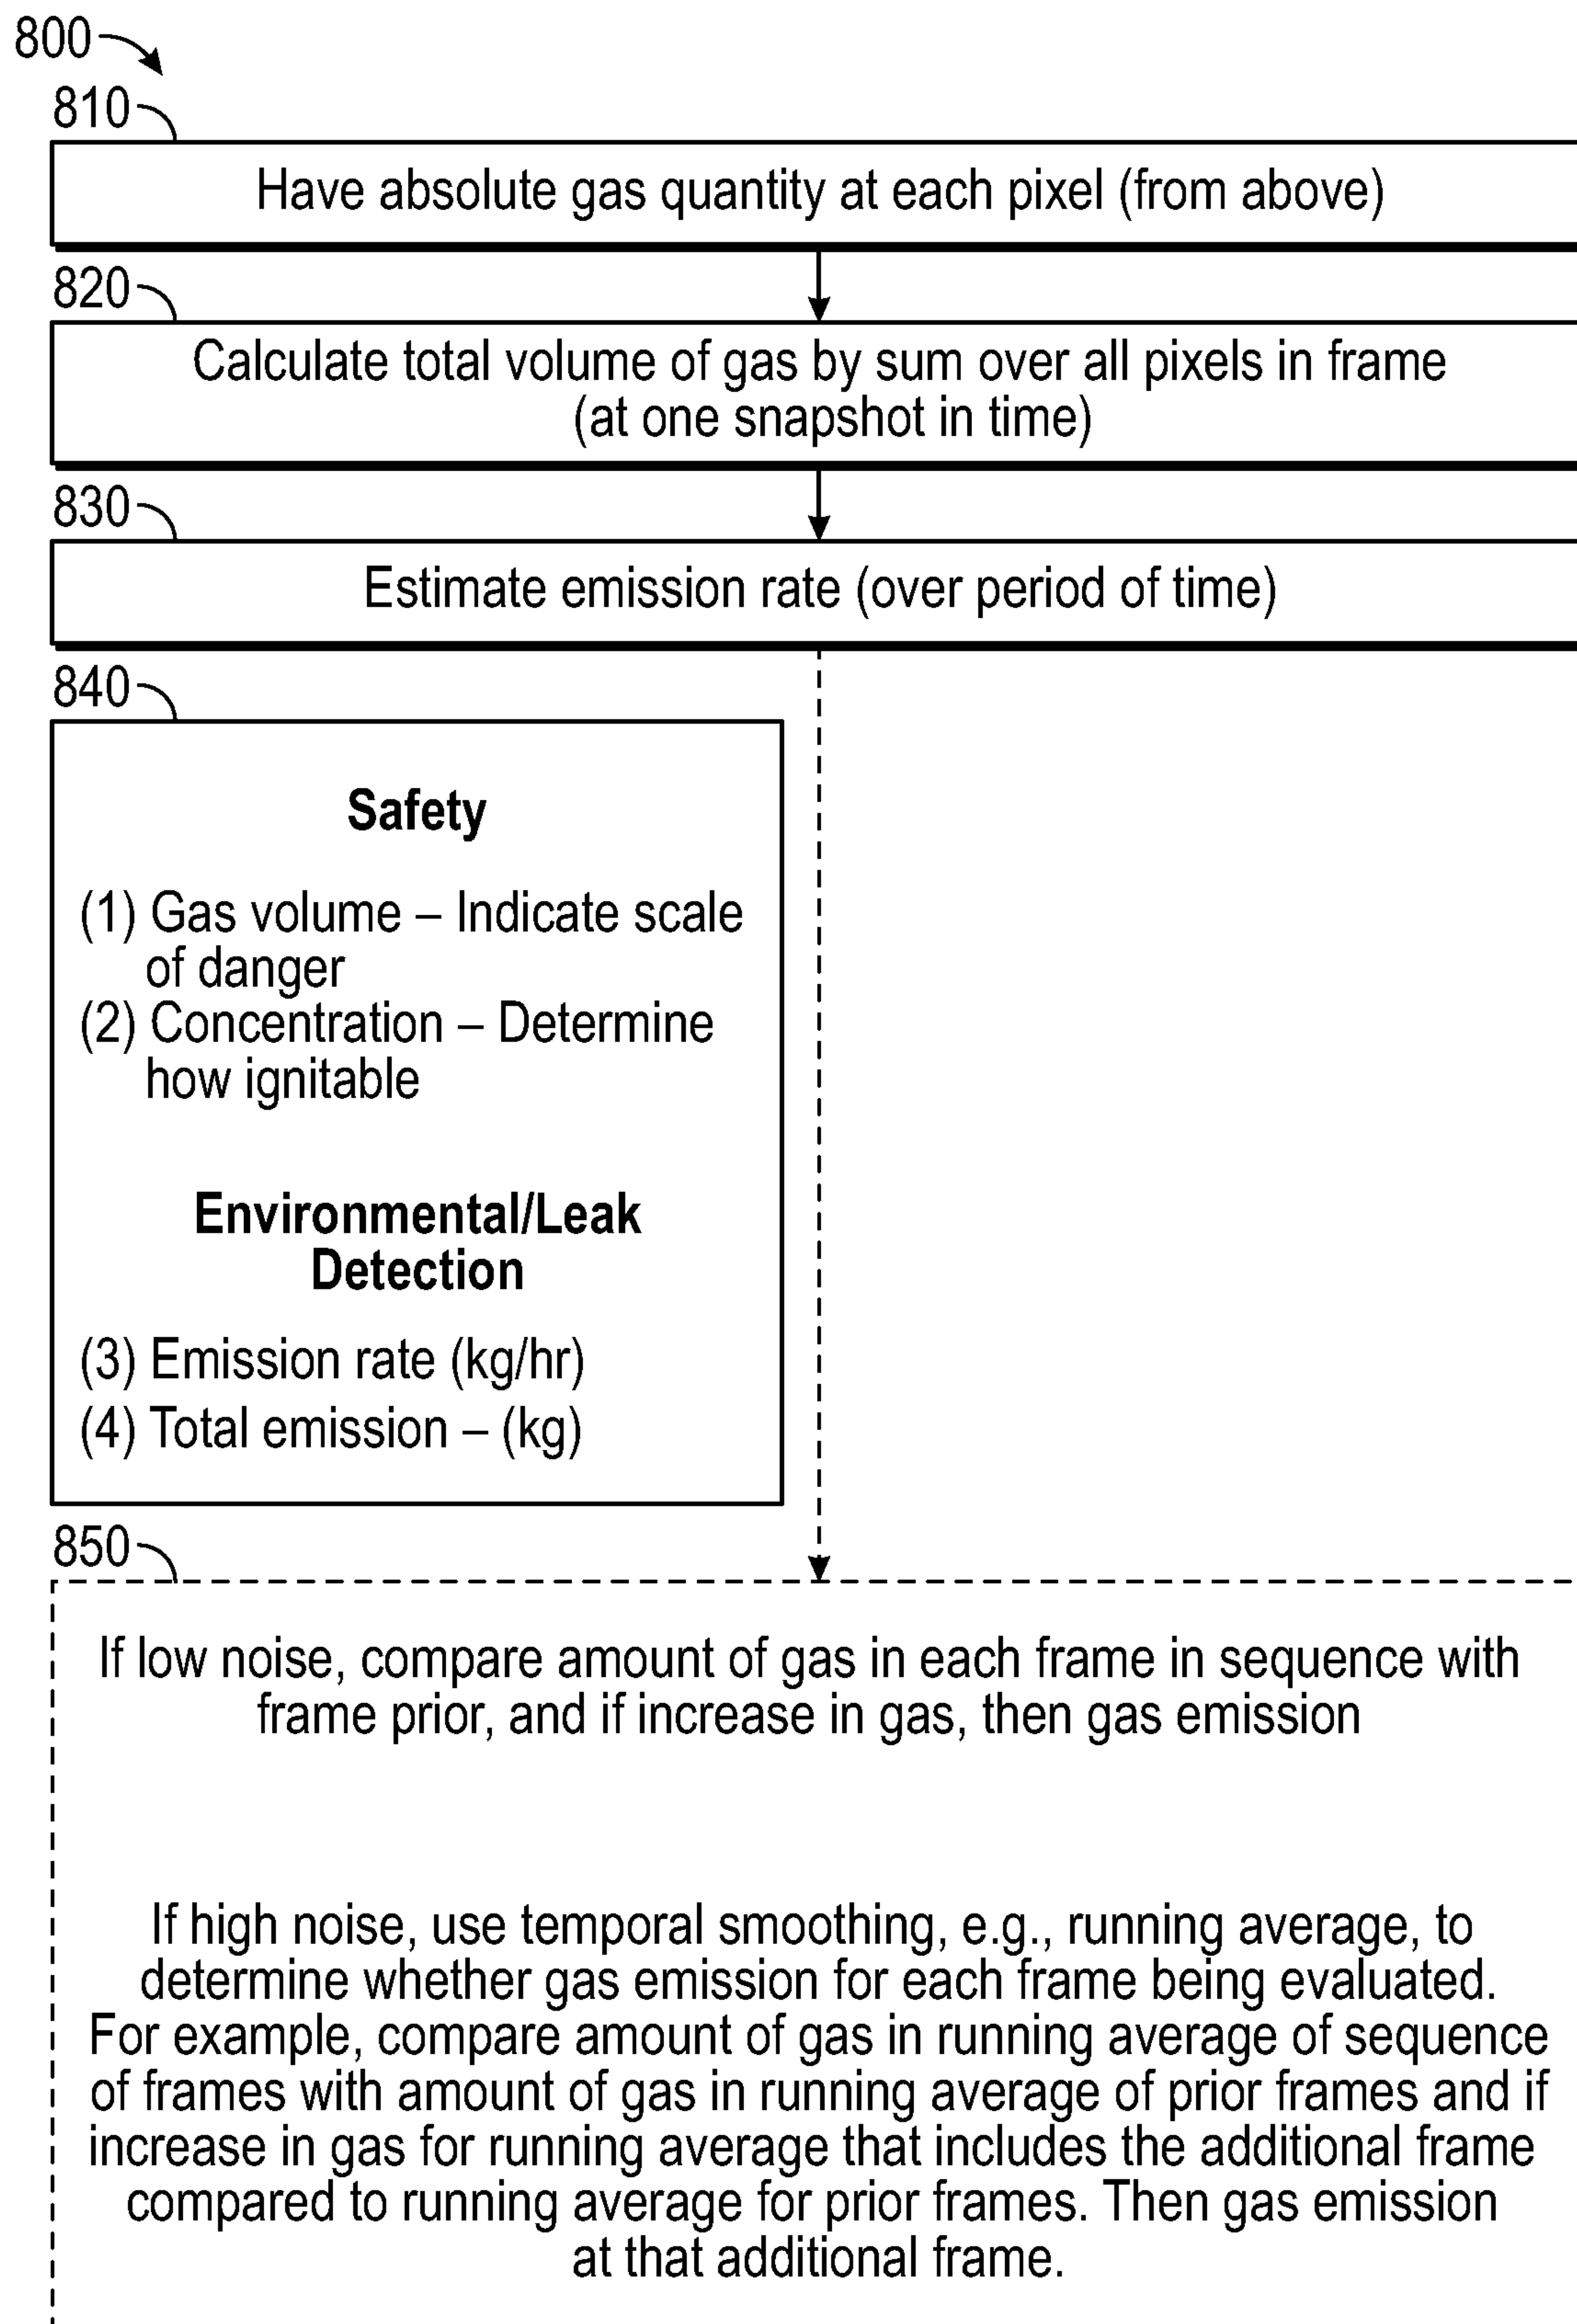 800
810
Have absolute gas quantity at each pixel (from above)
820
Calculate total volume of gas by sum over all pixels in frame
(at one snapshot in time)
830
Estimate emission rate (over period of time)
840
Safety
(1) Gas volume – Indicate scale
of danger
(2) Concentration – Determine
how ignitable
Environmental/Leak
Detection
(3) Emission rate (kg/hr)
(4) Total emission – (kg)
850
If low noise, compare amount of gas in each frame in sequence with
frame prior, and if increase in gas, then gas emission
If high noise, use temporal smoothing, e.g., running average, to
determine whether gas emission for each frame being evaluated.
For example, compare amount of gas in running average of sequence
of frames with amount of gas in running average of prior frames and if
increase in gas for running average that includes the additional frame
compared to running average for prior frames. Then gas emission
at that additional frame.